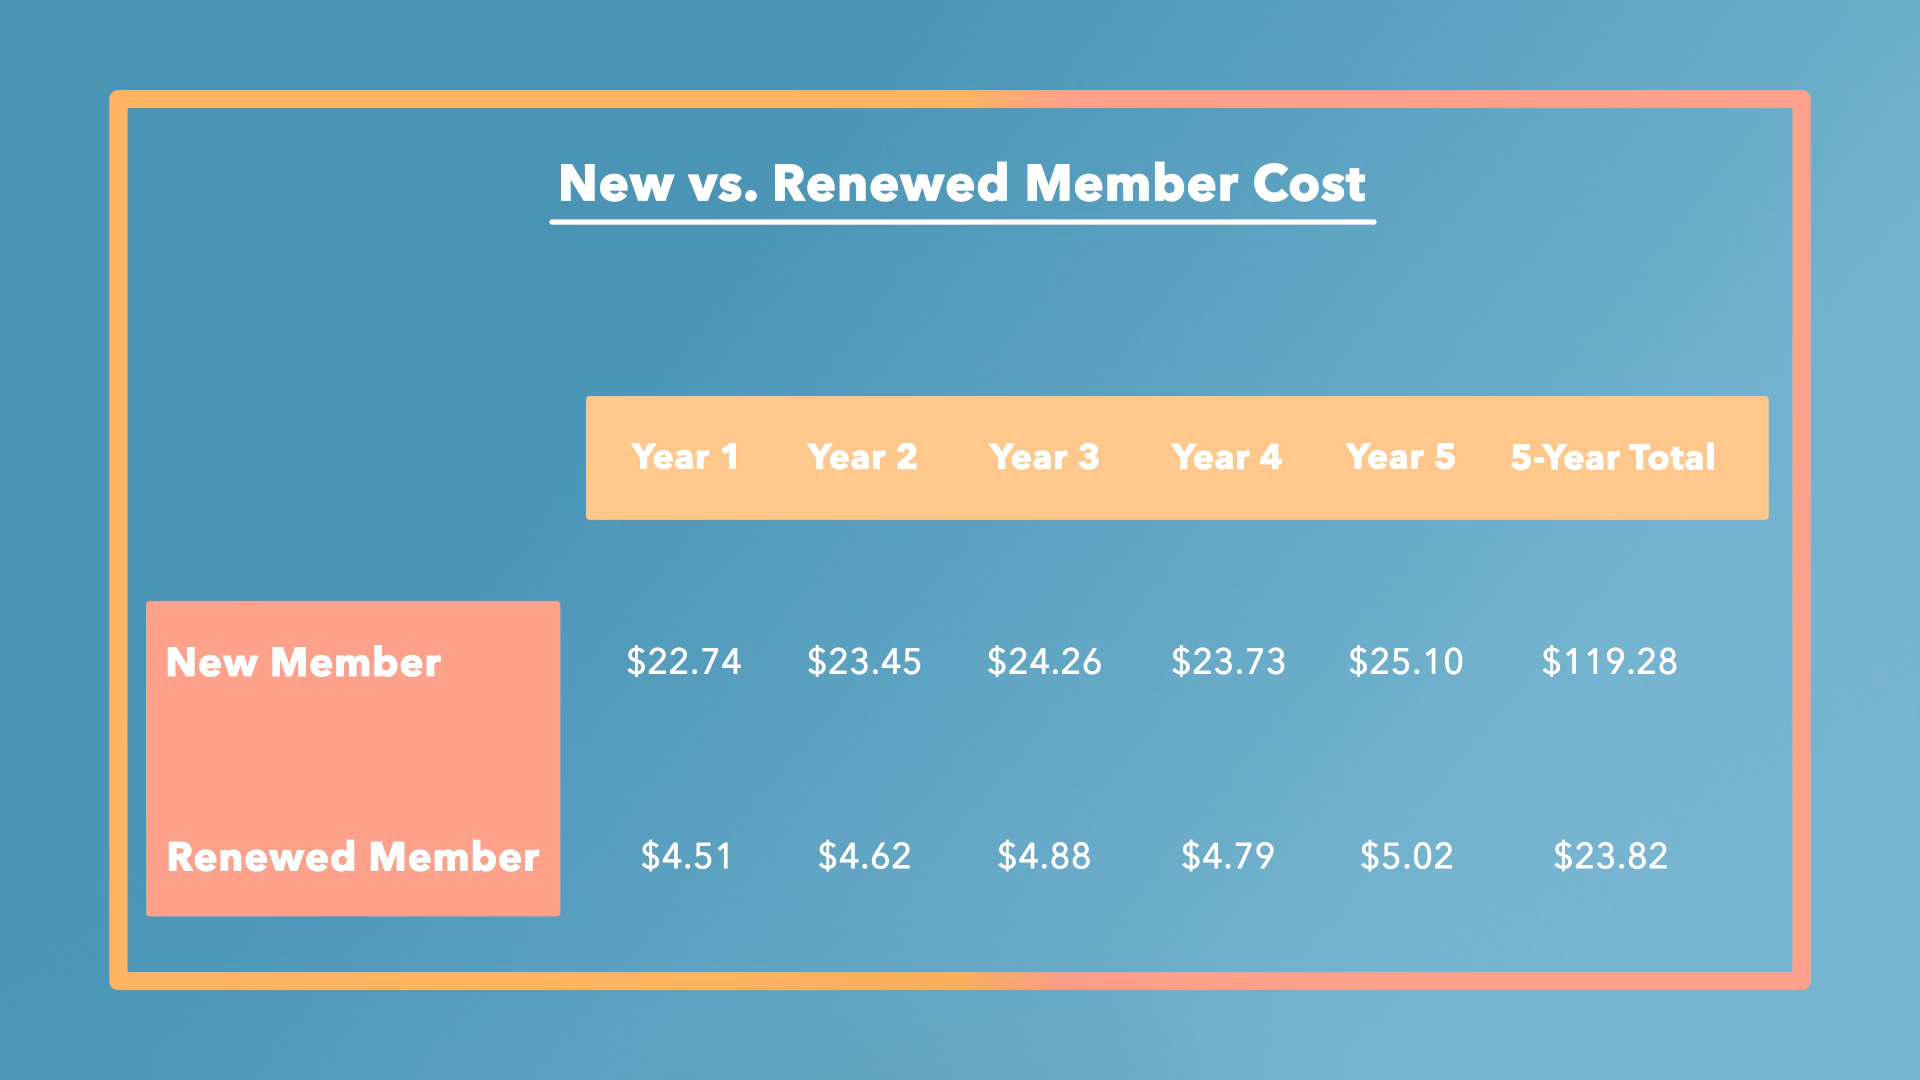 New vs. Renewed Member Cost
Year 1 Year 2 Year 3 Year 4 Year 5 5-Year Total
New Member $22.74 $23.45 $24.26 $23.73 $25.10 $119.28
Renewed Member $4.51 $4.62 $4.88 $4.79 $5.02 $23.82